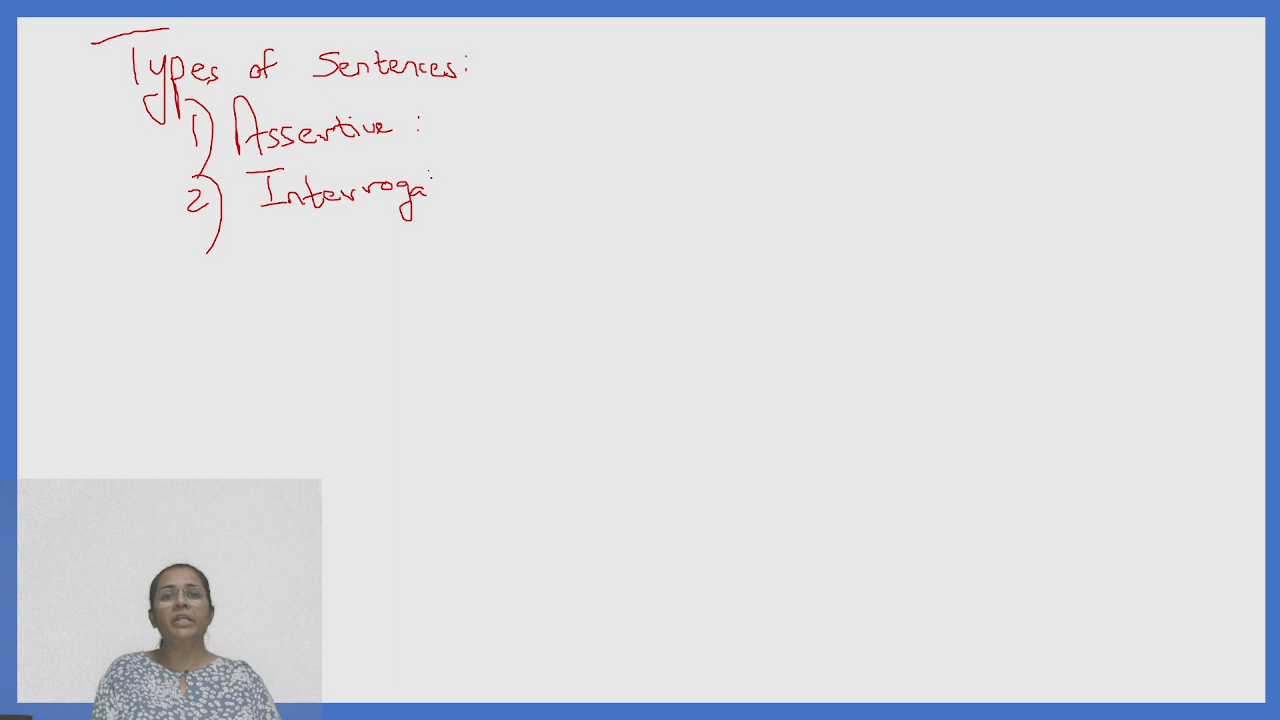 Types of Sentences:
1) Assertive :
2) Interroga